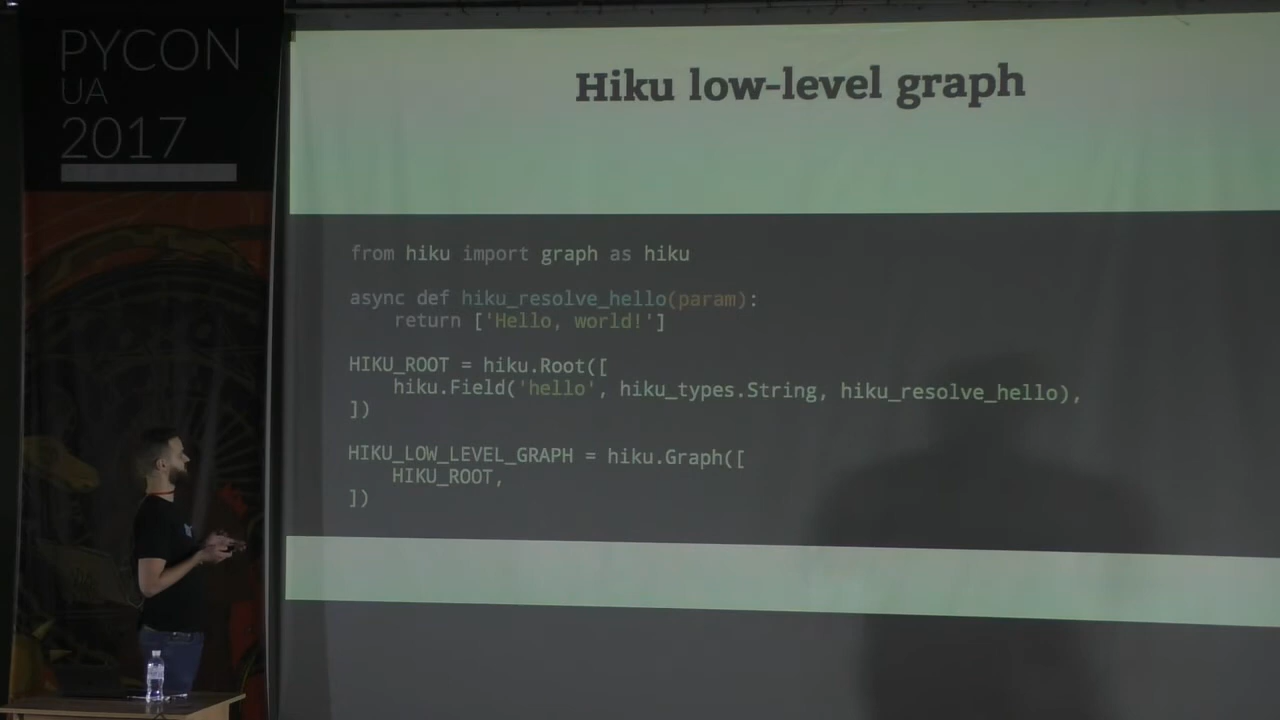 PYCON
UA
2017
Hiku low-level graph
from hiku import graph as hiku
async def hiku_resolve_hello(param):
    return ['Hello, world!']
HIKU_ROOT = hiku.Root([
    hiku.Field('hello', hiku_types.String, hiku_resolve_hello),
])
HIKU_LOW_LEVEL_GRAPH = hiku.Graph([
    HIKU_ROOT,
])